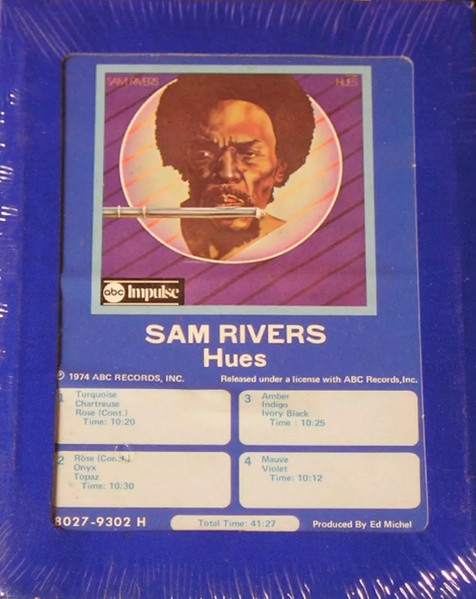 SAM RIVERS HUES
abc Impulse
SAM RIVERS
Hues
℗ 1974 ABC RECORDS, INC. Released under a license with ABC Records, Inc.
1 Turquoise
Chartreuse
Rose (Cont.)
Time: 10:20
2 Rose (Con.)
Onyx
Topaz
Time: 10:30
3 Amber
Indigo
Ivory Black
Time : 10:25
4 Mauve
Violet
Time: 10:12
8027-9302 H Total Time: 41:27 Produced By Ed Michel